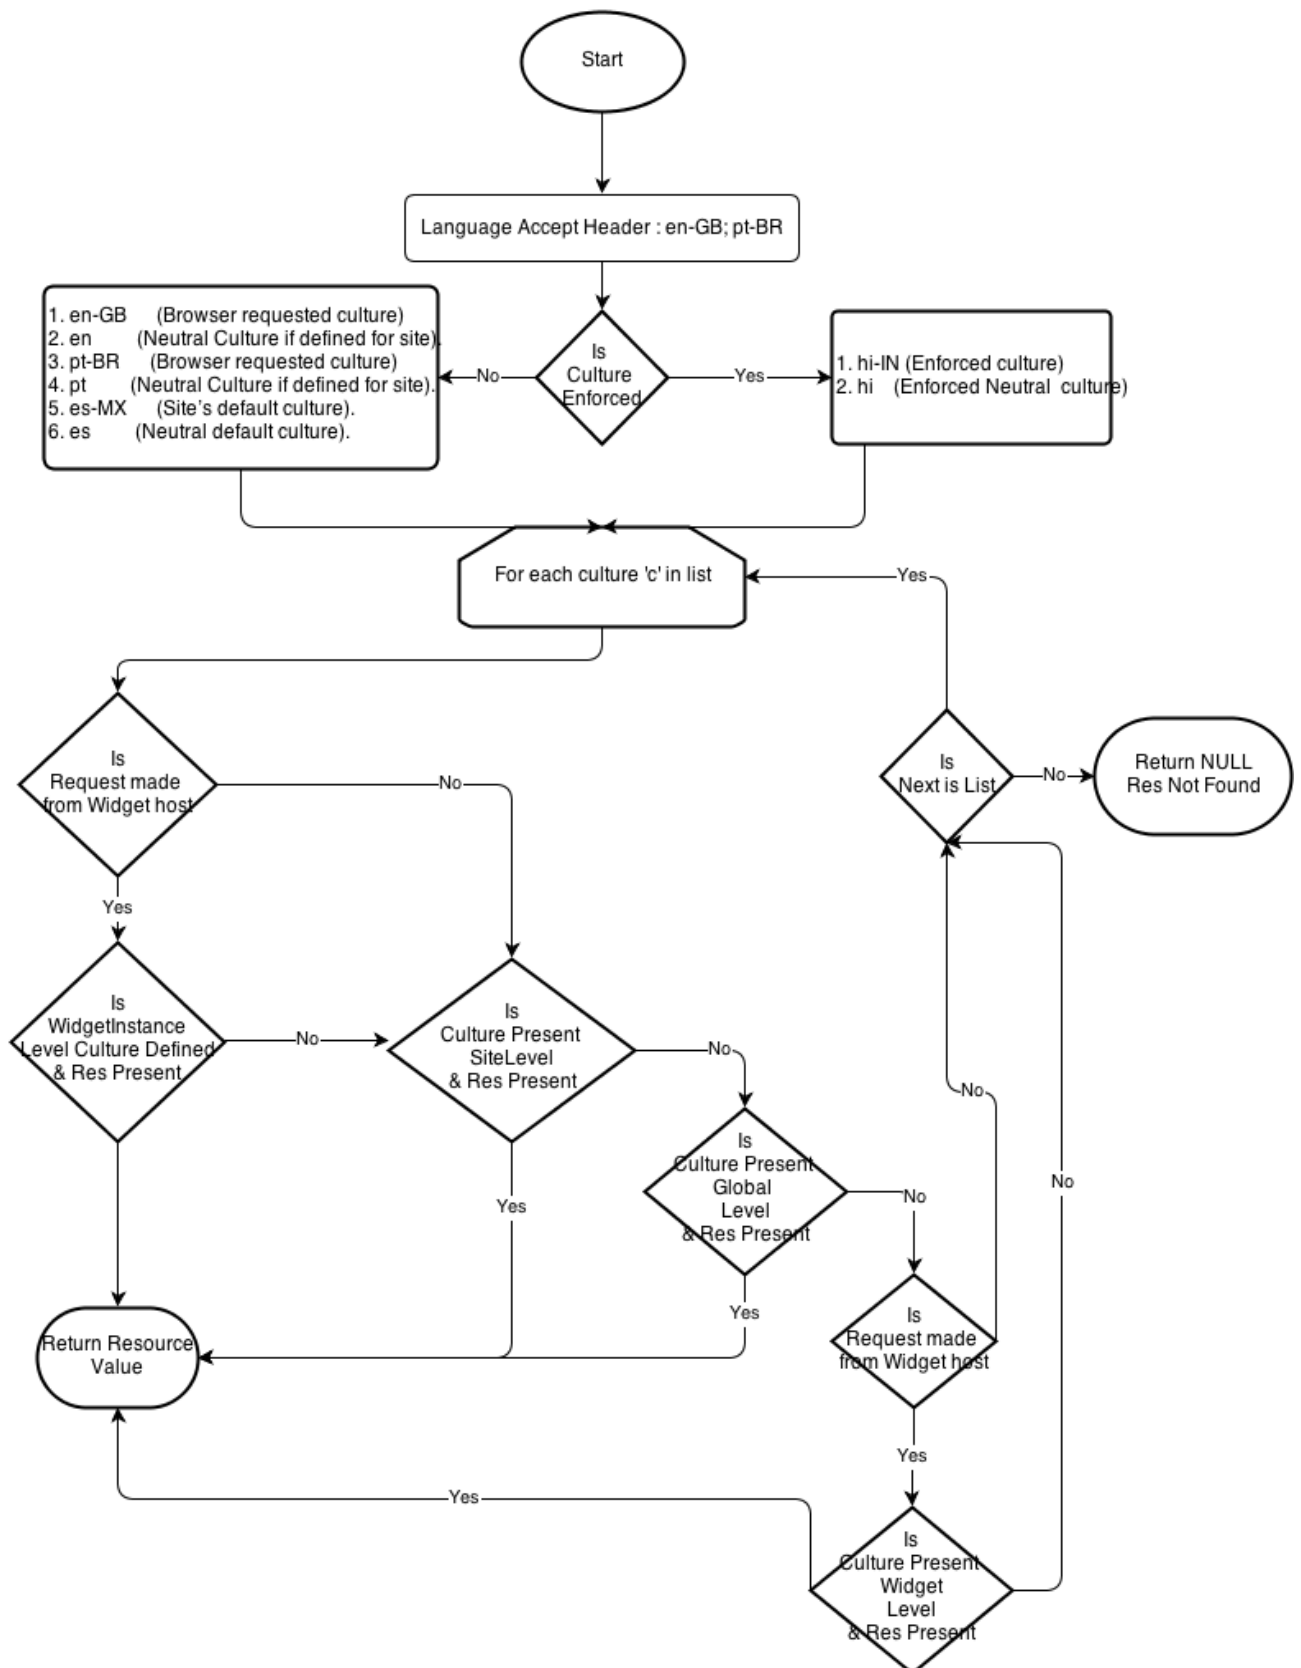 Start
Language Accept Header : en-GB; pt-BR
1. en-GB (Browser requested culture)
2. en (Neutral Culture if defined for site).
3. pt-BR (Browser requested culture)
4. pt (Neutral Culture if defined for site).
5. es-MX (Site's default culture).
6. es (Neutral default culture).
No
Is
Culture
Enforced
Yes
1. hi-IN (Enforced culture)
2. hi (Enforced Neutral culture)
For each culture 'c' in list
Yes
Is
Request made
from Widget host
No
Is
Next is List
No
Return NULL
Res Not Found
Yes
Is
WidgetInstance
Level Culture Defined
& Res Present
No
Is
Culture Present
SiteLevel
& Res Present
No
No
Is
Culture Present
Global
Level
& Res Present
No
No
Yes
Yes
Is
Request made
from Widget host
Return Resource
Value
Yes
Yes
Is
Culture Present
Widget
Level
& Res Present